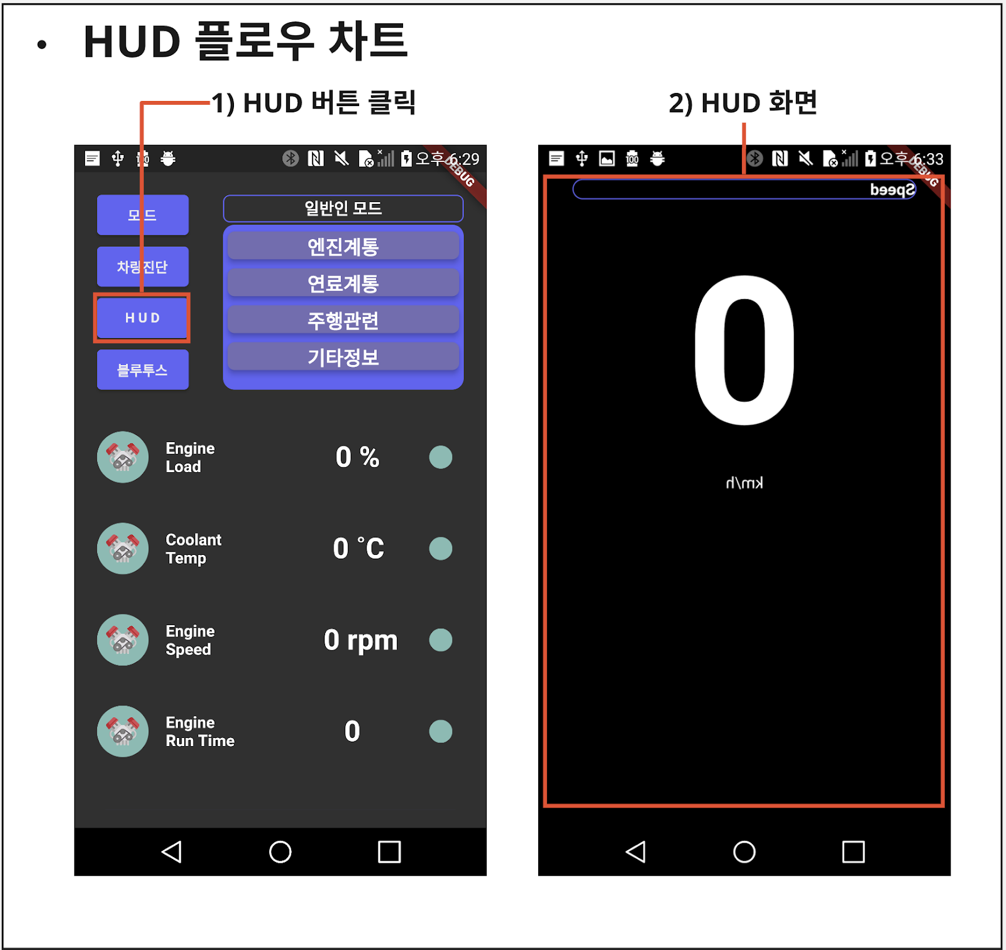 • HUD 플로우 차트
1) HUD 버튼 클릭
2) HUD 화면
오후 6:29
DEBUG
모드
차량진단
H U D
블루투스
일반인 모드
엔진계통
연료계통
주행관련
기타정보
Engine
Load
0 %
Coolant
Temp
0 °C
Engine
Speed
0 rpm
Engine
Run Time
0
오후 6:33
DEBUG
Speed
0
km/h